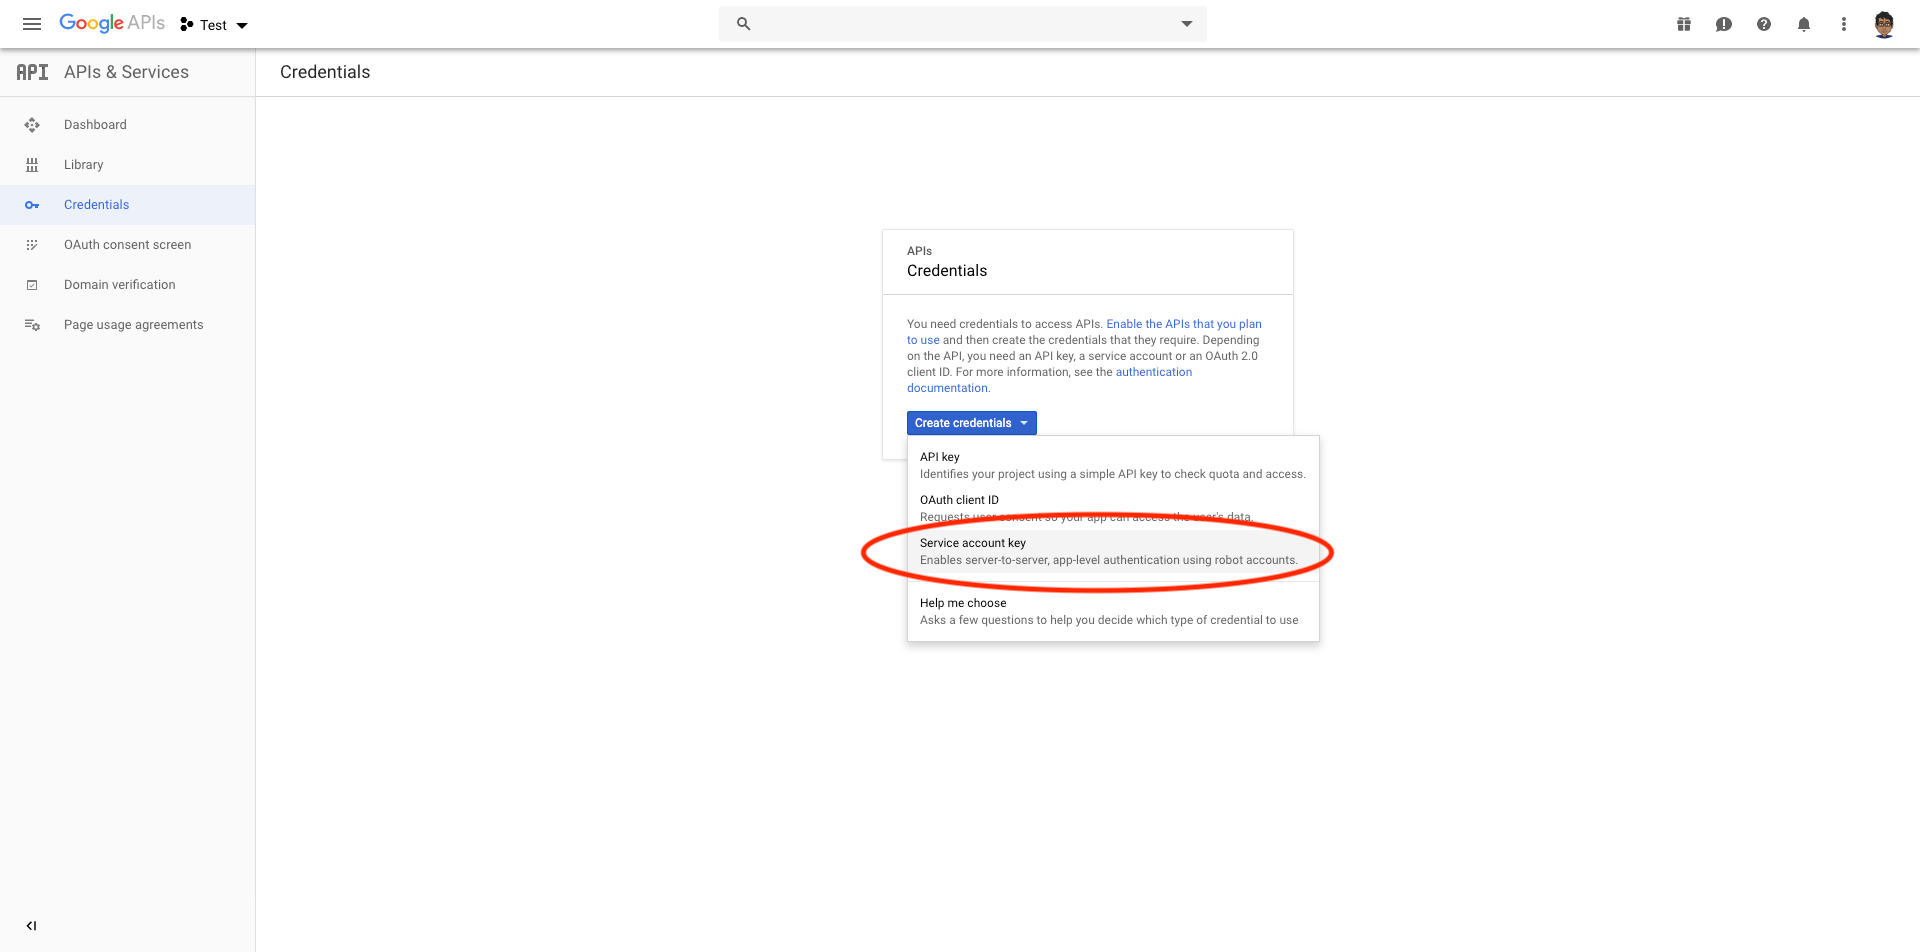 Google APIs
Test
API
APIs & Services
Credentials
Dashboard
Library
Credentials
OAuth consent screen
Domain verification
Page usage agreements
APIs
Credentials
You need credentials to access APIs. Enable the APIs that you plan
to use and then create the credentials that they require. Depending
on the API, you need an API key, a service account or an OAuth 2.0
client ID. For more information, see the authentication
documentation.
Create credentials
API key
Identifies your project using a simple API key to check quota and access.
OAuth client ID
Requests user consent so your app can access the user's data.
Service account key
Enables server-to-server, app-level authentication using robot accounts.
Help me choose
Asks a few questions to help you decide which type of credential to use